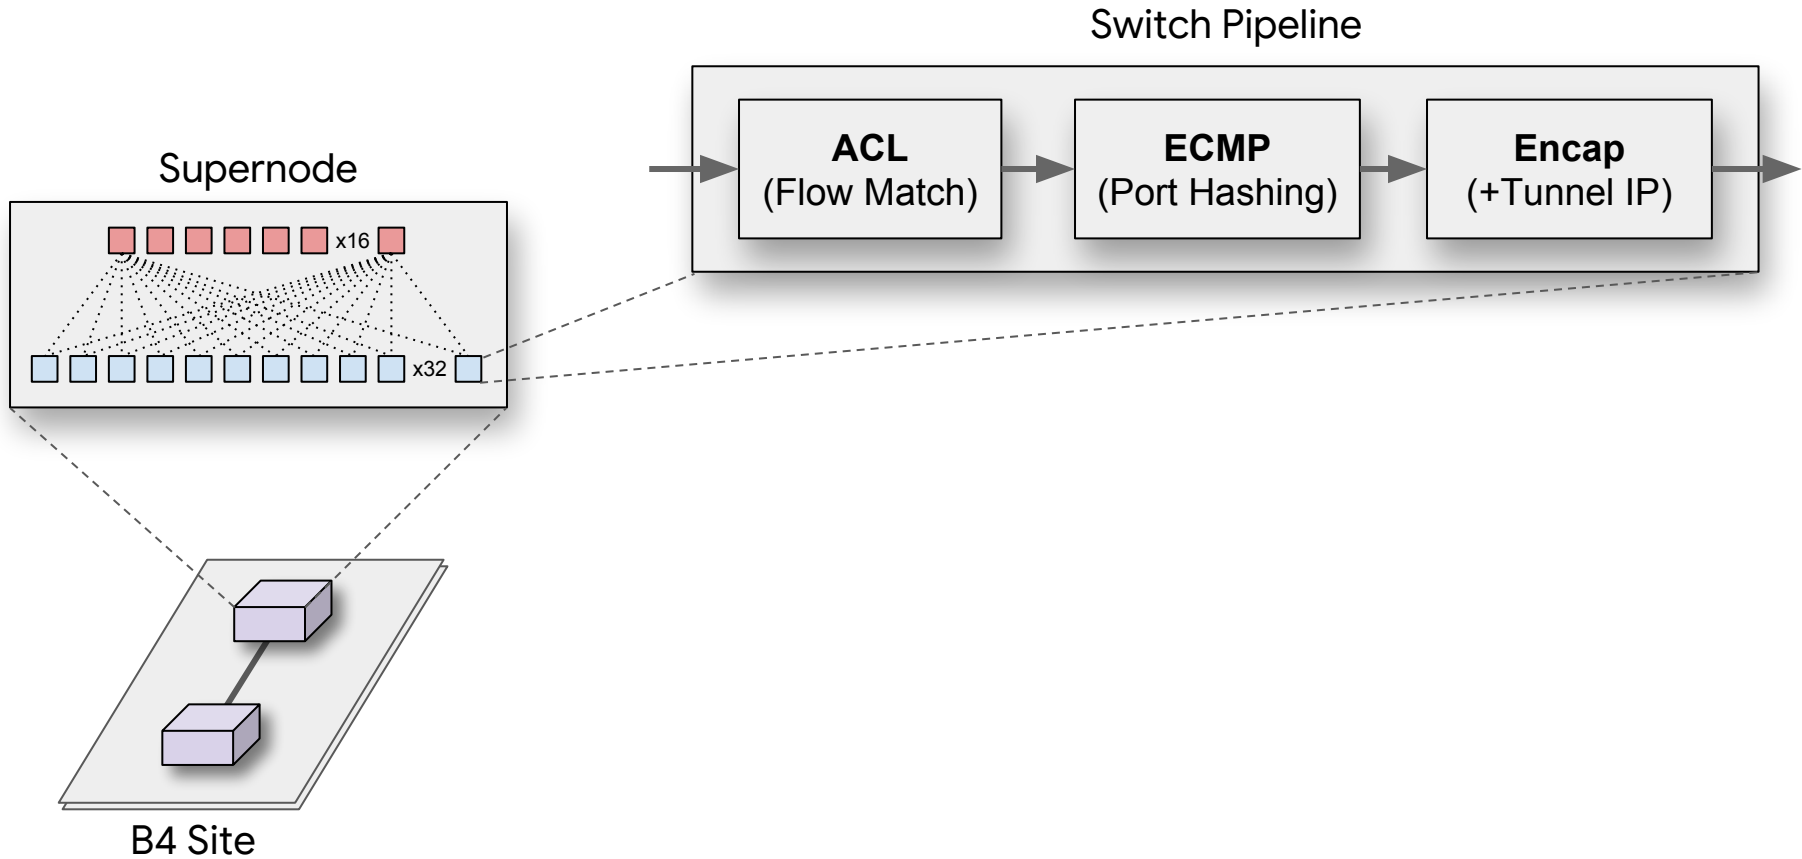 Switch Pipeline
ACL
(Flow Match)
ECMP
(Port Hashing)
Encap
(+Tunnel IP)
Supernode
x16
x32
B4 Site